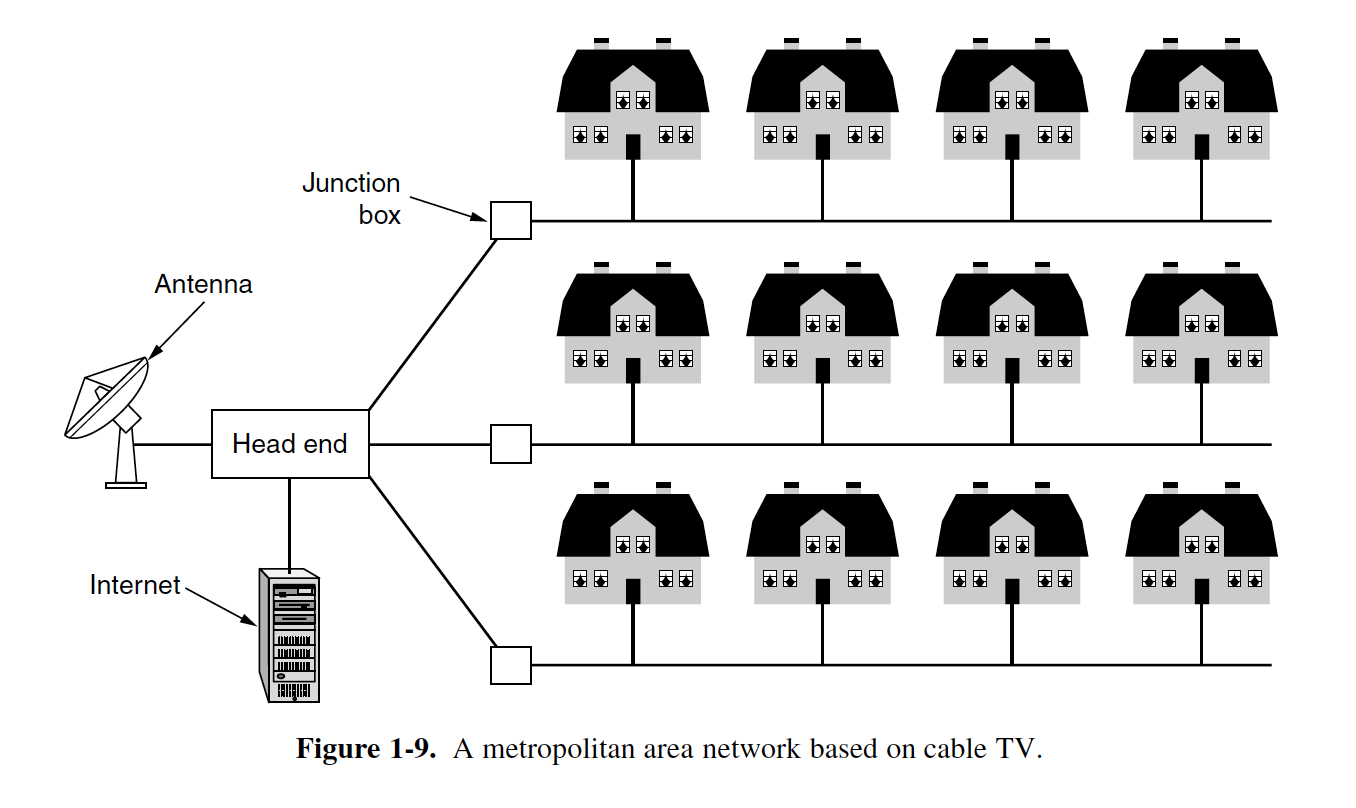 Junction
box
Antenna
Head end
Internet
Figure 1-9. A metropolitan area network based on cable TV.